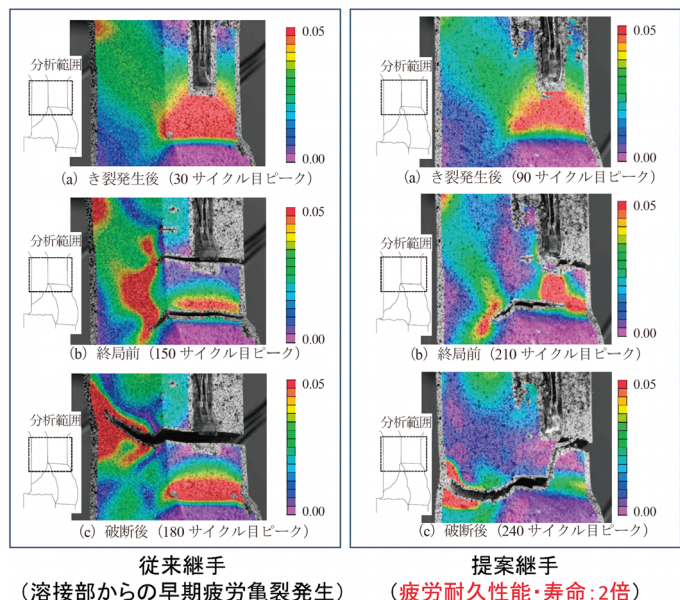 0.05
分析範囲
0.00
(a) き裂発生後（30 サイクル目ピーク）
0.05
分析範囲
0.00
(b) 終局前（150 サイクル目ピーク）
0.05
分析範囲
0.00
(c) 破断後（180 サイクル目ピーク）
従来継手
（溶接部からの早期疲労亀裂発生）
0.05
分析範囲
0.00
(a) き裂発生後（90 サイクル目ピーク）
0.05
分析範囲
0.00
(b) 終局前（210 サイクル目ピーク）
0.05
分析範囲
0.00
(c) 破断後（240 サイクル目ピーク）
提案継手
（疲労耐久性能・寿命：2倍）